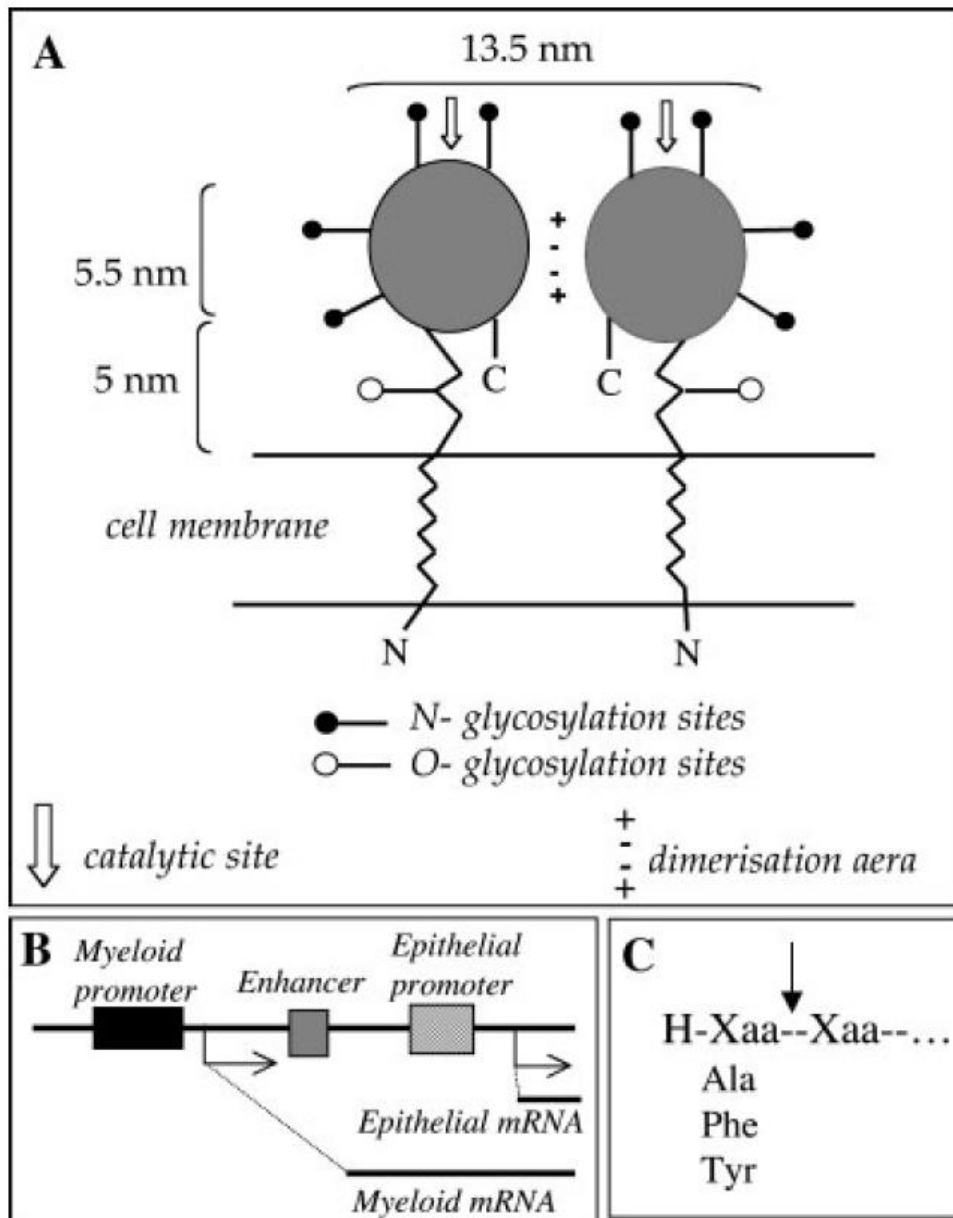 A
13.5 nm
5.5 nm
5 nm
C
C
cell membrane
N
N
N- glycosylation sites
O- glycosylation sites
catalytic site
+
-
-
+
+
-
-
+
dimerisation aera
B
Myeloid
promoter
Enhancer
Epithelial
promoter
Epithelial mRNA
Myeloid mRNA
C
H-Xaa--Xaa--...
Ala
Phe
Tyr